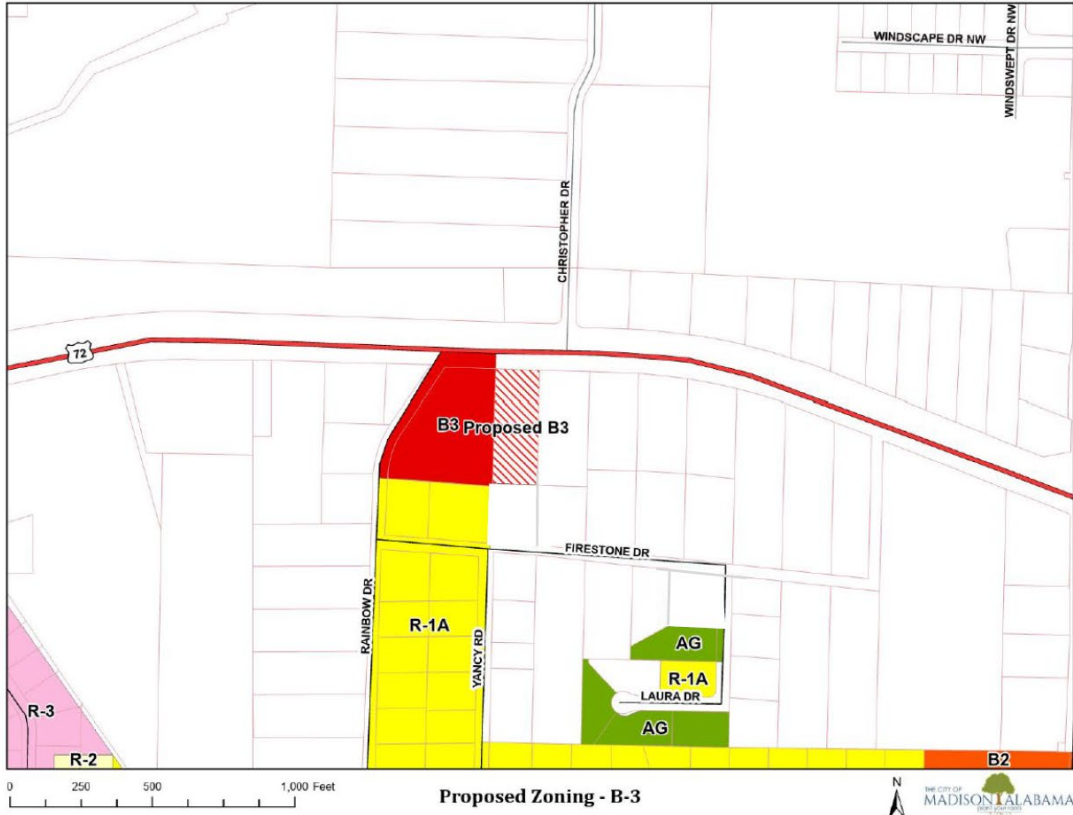 WINDSCAPE DR NW
WINDSWEPT DR NW
CHRISTOPHER DR
72
B3 Proposed B3
FIRESTONE DR
RAINBOW DR
R-1A
YANCY RD
AG
R-1A
LAURA DR
AG
R-3
R-2
B2
0 250 500 1,000 Feet
Proposed Zoning - B-3
N
THE CITY OF
MADISON ALABAMA